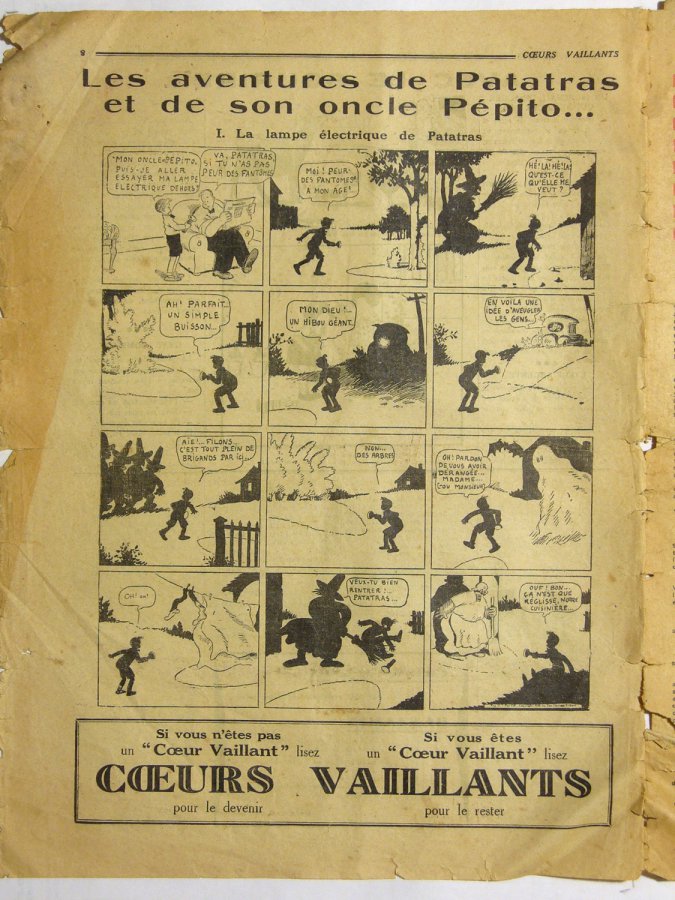 8
CŒURS VAILLANTS
Les aventures de Patatras
et de son oncle Pépito...
I. La lampe électrique de Patatras
MON ONCLE PÉPITO,
PUIS-JE ALLER
ESSAYER MA LAMPE
ÉLECTRIQUE DEHORS?
VA, PATATRAS,
SI TU N'AS PAS
PEUR DES FANTÔMES
MOI! PEUR
DES FANTOMES
A MON AGE!
HÉ! LA! HÉ! LA!
QU'EST-CE
QU'ELLE ME
VEUT?
AH! PARFAIT...
UN SIMPLE
BUISSON...
MON DIEU!...
UN HIBOU GÉANT.
EN VOILA UNE
IDÉE D'AVEUGLER
LES GENS...
AÏE!... FILONS...
C'EST TOUT PLEIN DE
BRIGANDS PAR ICI...
NON...
DES ARBRES
OH! PARDON
DE VOUS AVOIR
DÉRANGÉE...
MADAME...
(OU MONSIEUR)
OH!
VEUX-TU BIEN
RENTRER!...
PATATRAS...
OUF! BON...
ÇA N'EST QUE
RÉGLISSE, NOTRE
CUISINIÈRE...
Si vous n'êtes pas
un "Cœur Vaillant" lisez
Si vous êtes
un "Cœur Vaillant" lisez
CŒURS VAILLANTS
pour le devenir
pour le rester